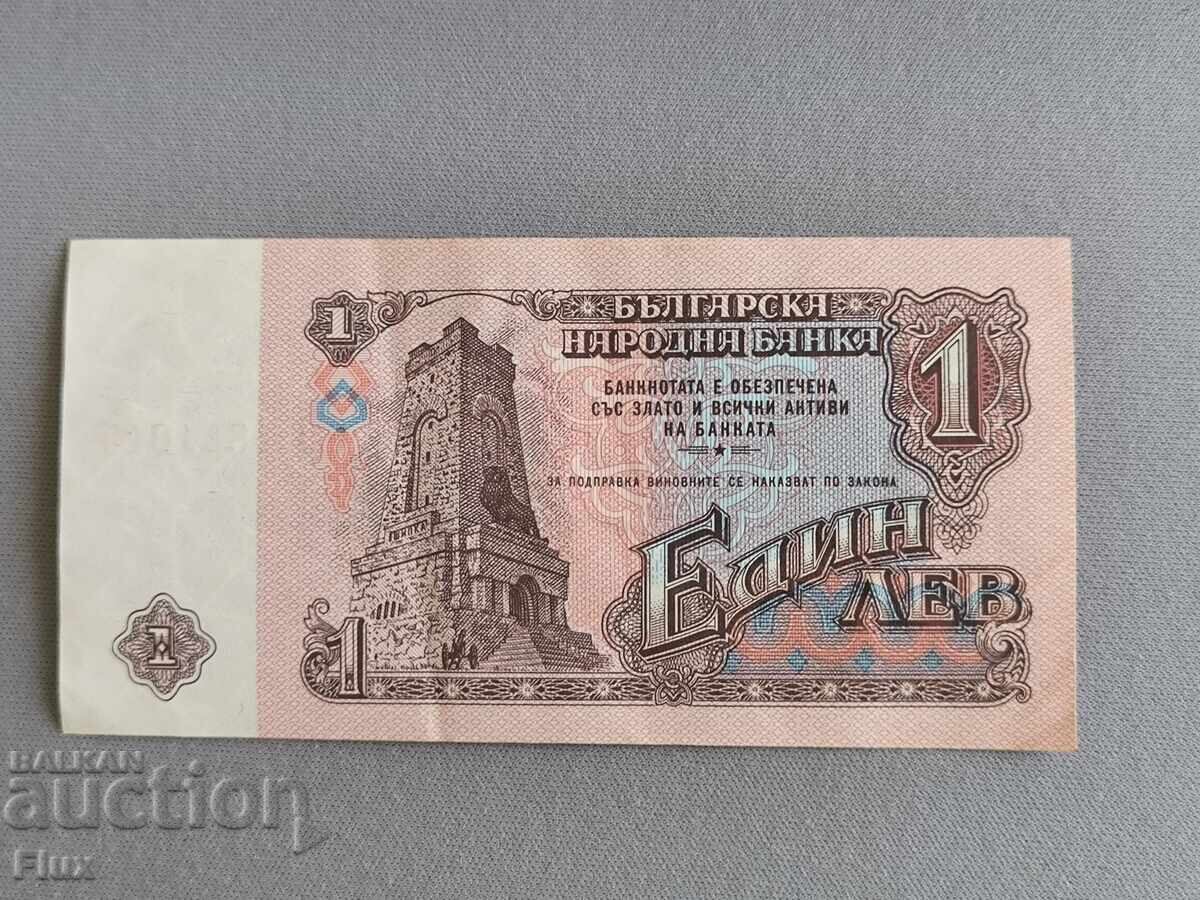 БЪЛГАРСКА
НАРОДНА БАНКА
1
1
БАНКНОТАТА Е ОБЕЗПЕЧЕНА
СЪС ЗЛАТО И ВСИЧКИ АКТИВИ
НА БАНКАТА
ЗА ПОДПРАВКА ВИНОВНИТЕ СЕ НАКАЗВАТ ПО ЗАКОНА
ЕДИН
ЛЕВ
1
1
BALKAN
auction
Flux